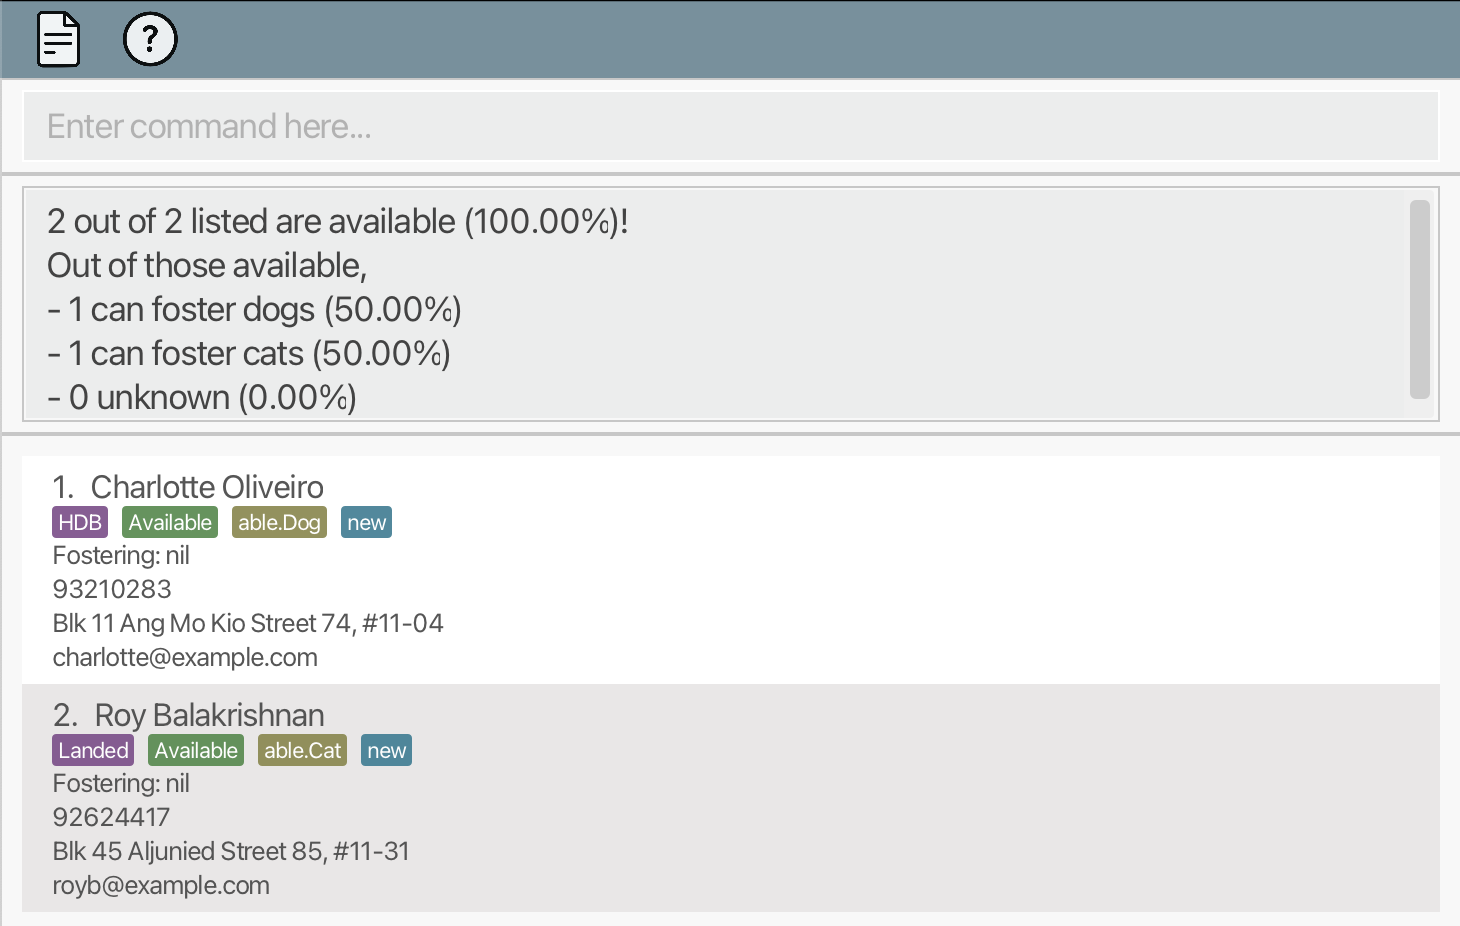 ?
Enter command here...
2 out of 2 listed are available (100.00%)!
Out of those available,
- 1 can foster dogs (50.00%)
- 1 can foster cats (50.00%)
- 0 unknown (0.00%)
1. Charlotte Oliveiro
HDB Available able.Dog new
Fostering: nil
93210283
Blk 11 Ang Mo Kio Street 74, #11-04
charlotte@example.com
2. Roy Balakrishnan
Landed Available able.Cat new
Fostering: nil
92624417
Blk 45 Aljunied Street 85, #11-31
royb@example.com